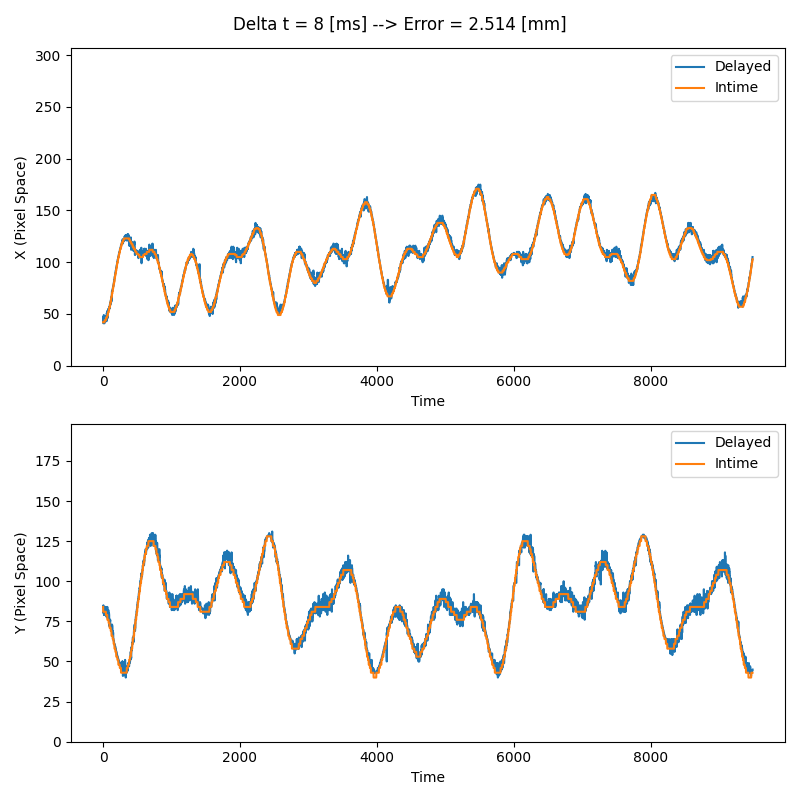 Delta t = 8 [ms] --> Error = 2.514 [mm]
300
250
200
150
100
50
0
X (Pixel Space)
Delayed
Intime
0 2000 4000 6000 8000
Time
175
150
125
100
75
50
25
0
Y (Pixel Space)
Delayed
Intime
0 2000 4000 6000 8000
Time